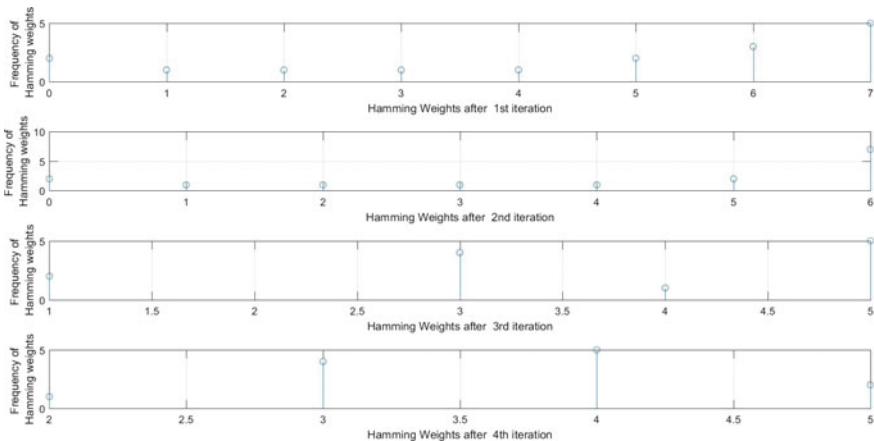 Frequency of
Hamming weights
5
0
0 1 2 3 4 5 6 7
Hamming Weights after 1st iteration
Frequency of
Hamming weights
10
5
0
0 1 2 3 4 5 6
Hamming Weights after 2nd iteration
Frequency of
Hamming weights
5
0
1 1.5 2 2.5 3 3.5 4 4.5 5
Hamming Weights after 3rd iteration
Frequency of
Hamming weights
5
0
2 2.5 3 3.5 4 4.5 5
Hamming Weights after 4th iteration